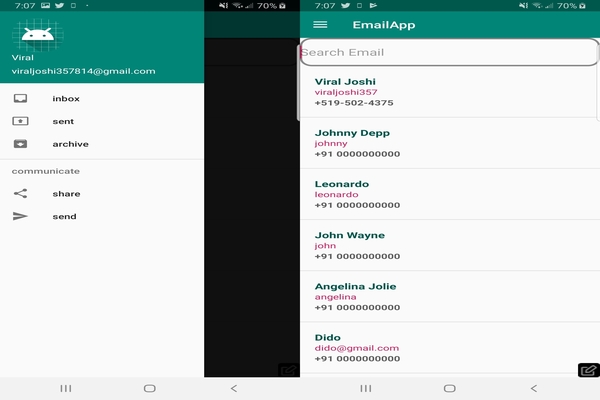 7:07
70%
Viral
viraljoshi357814@gmail.com
inbox
sent
archive
communicate
share
send
7:07
70%
EmailApp
Search Email
Viral Joshi
viraljoshi357
+519-502-4375
Johnny Depp
johnny
+91 0000000000
Leonardo
leonardo
+91 0000000000
John Wayne
john
+91 0000000000
Angelina Jolie
angelina
+91 0000000000
Dido
dido@gmail.com
+91 0000000000